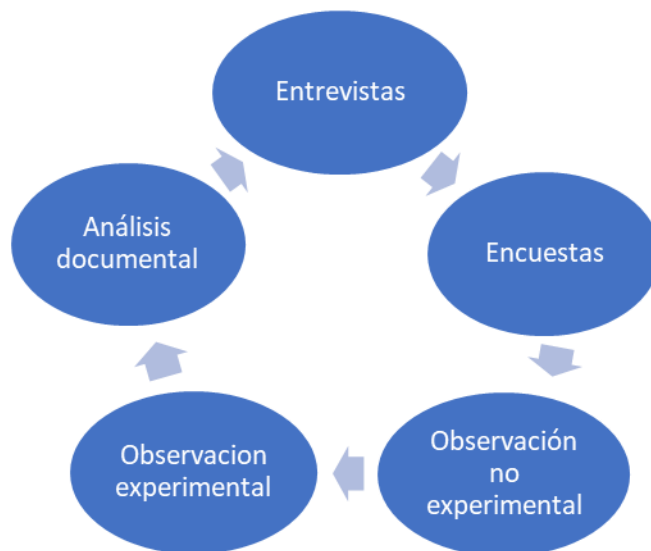 Entrevistas
Encuestas
Observación
no
experimental
Observacion
experimental
Análisis
documental